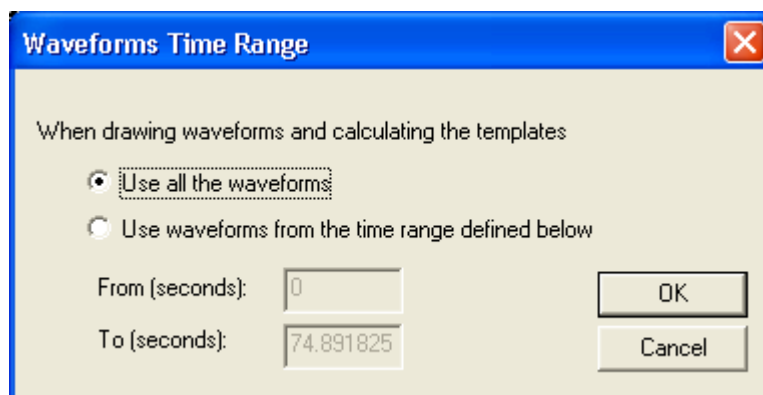 Waveforms Time Range
When drawing waveforms and calculating the templates
Use all the waveforms
Use waveforms from the time range defined below
From (seconds): 0
OK
To (seconds): 74.891825
Cancel